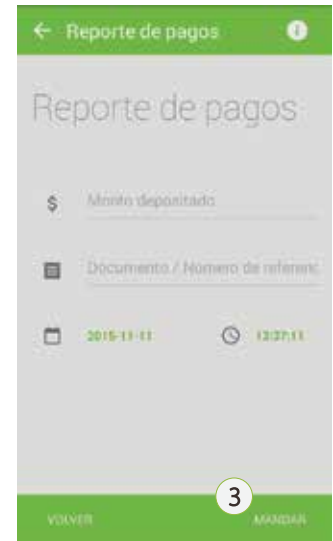 Reporte de pagos
Reporte de pagos
$ Monto depositado
Documento / Número de referenc
2015-11-11 13:37:11
3
VOLVER MANDAR